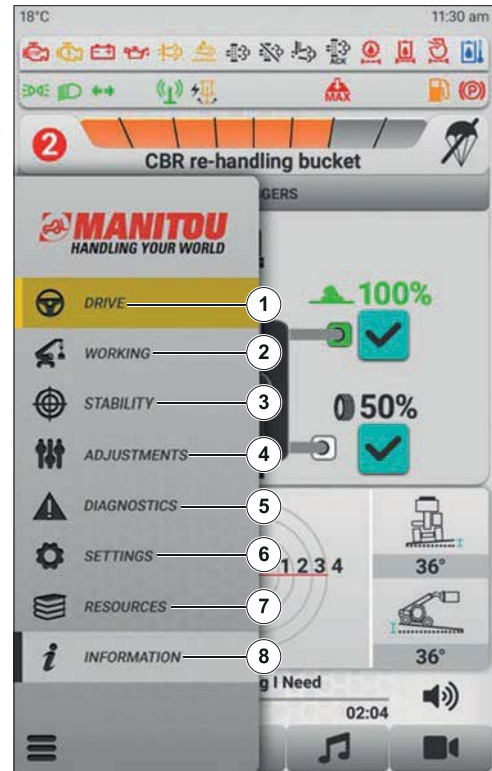 18°C 11:30 am
ACK
MAX
2
CBR re-handling bucket
GERS
MANITOU
HANDLING YOUR WORLD
100%
DRIVE 1
WORKING 2
STABILITY 3
50%
ADJUSTMENTS 4
DIAGNOSTICS 5
SETTINGS 6
1 2 3 4
36°
RESOURCES 7
INFORMATION 8
36°
g I Need
02:04